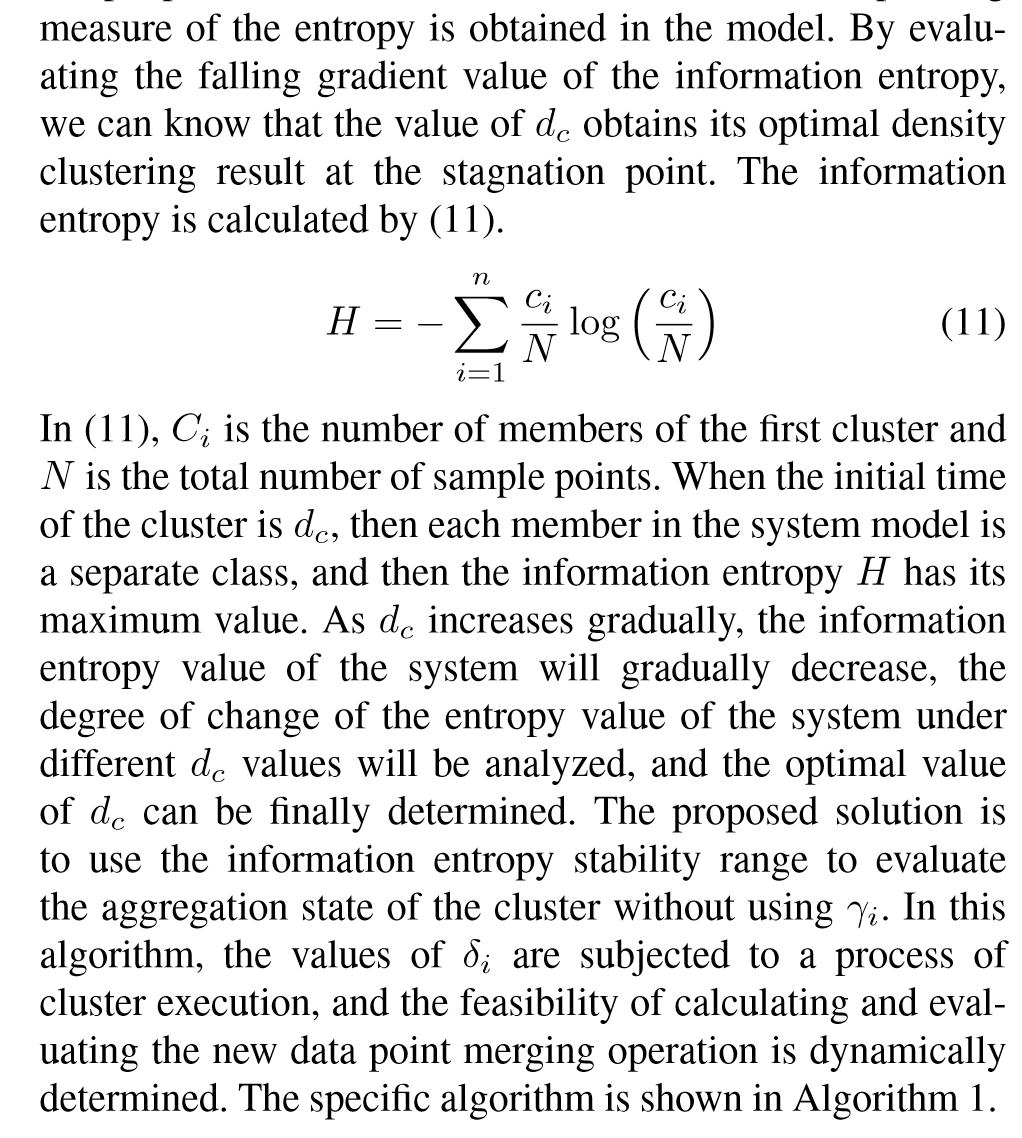 measure of the entropy is obtained in the model. By evalu-
ating the falling gradient value of the information entropy,
we can know that the value of d_c obtains its optimal density
clustering result at the stagnation point. The information
entropy is calculated by (11).
H = -\sum_{i=1}^{n} \frac{c_i}{N} \log \left( \frac{c_i}{N} \right) (11)
In (11), C_i is the number of members of the first cluster and
N is the total number of sample points. When the initial time
of the cluster is d_c, then each member in the system model is
a separate class, and then the information entropy H has its
maximum value. As d_c increases gradually, the information
entropy value of the system will gradually decrease, the
degree of change of the entropy value of the system under
different d_c values will be analyzed, and the optimal value
of d_c can be finally determined. The proposed solution is
to use the information entropy stability range to evaluate
the aggregation state of the cluster without using γ_i. In this
algorithm, the values of δ_i are subjected to a process of
cluster execution, and the feasibility of calculating and eval-
uating the new data point merging operation is dynamically
determined. The specific algorithm is shown in Algorithm 1.